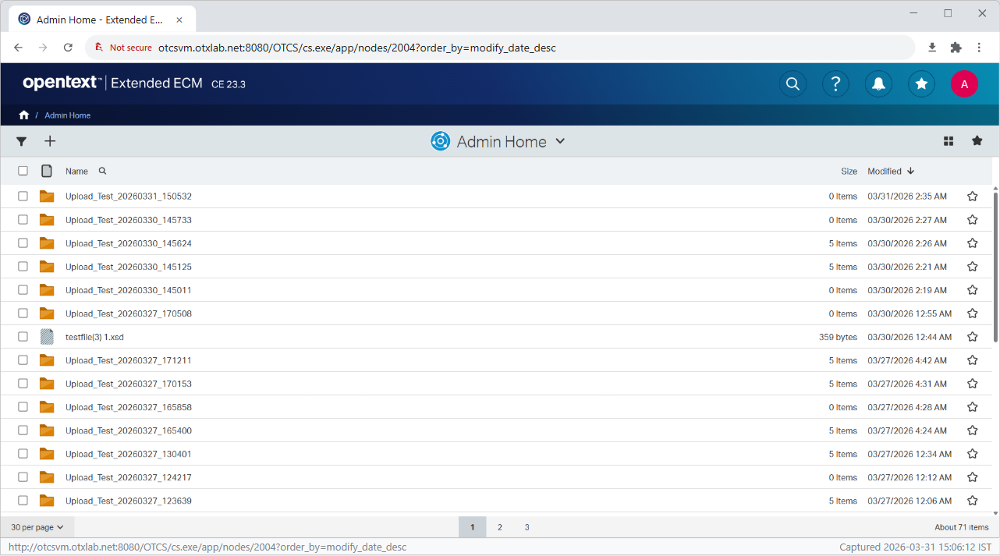 Admin Home - Extended E...
Not secure otcsvm.otxlab.net:8080/OTCS/cs.exe/app/nodes/2004?order_by=modify_date_desc
opentext™ | Extended ECM CE 23.3 ? A
/ Admin Home
Admin Home
Name Size Modified
Upload_Test_20260331_150532 0 Items 03/31/2026 2:35 AM
Upload_Test_20260330_145733 0 Items 03/30/2026 2:27 AM
Upload_Test_20260330_145624 5 Items 03/30/2026 2:26 AM
Upload_Test_20260330_145125 5 Items 03/30/2026 2:21 AM
Upload_Test_20260330_145011 0 Items 03/30/2026 2:19 AM
Upload_Test_20260327_170508 0 Items 03/30/2026 12:55 AM
testfile(3) 1.xsd 359 bytes 03/30/2026 12:44 AM
Upload_Test_20260327_171211 5 Items 03/27/2026 4:42 AM
Upload_Test_20260327_170153 5 Items 03/27/2026 4:31 AM
Upload_Test_20260327_165858 0 Items 03/27/2026 4:28 AM
Upload_Test_20260327_165400 5 Items 03/27/2026 4:24 AM
Upload_Test_20260327_130401 5 Items 03/27/2026 12:34 AM
Upload_Test_20260327_124217 0 Items 03/27/2026 12:12 AM
Upload_Test_20260327_123639 5 Items 03/27/2026 12:06 AM
30 per page 1 2 3 About 71 items
http://otcsvm.otxlab.net:8080/OTCS/cs.exe/app/nodes/2004?order_by=modify_date_desc Captured 2026-03-31 15:06:12 IST